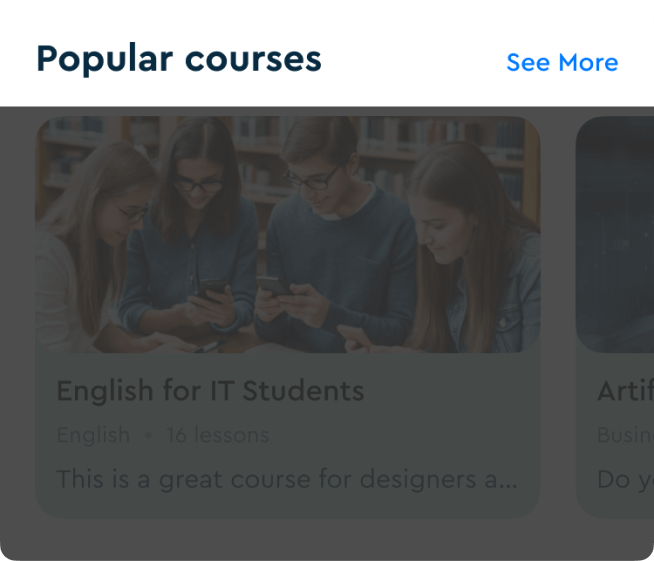 Popular courses
See More
English for IT Students
English • 16 lessons
This is a great course for designers a...
Artif
Busin
Do y